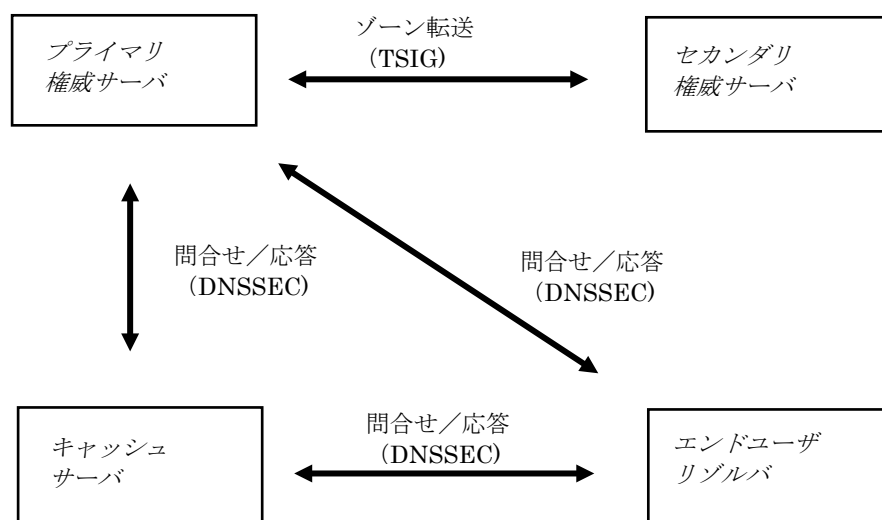 ゾーン転送
(TSIG)
プライマリ
権威サーバ
セカンダリ
権威サーバ
問合せ／応答
(DNSSEC)
問合せ／応答
(DNSSEC)
キャッシュ
サーバ
問合せ／応答
(DNSSEC)
エンドユーザ
リゾルバ